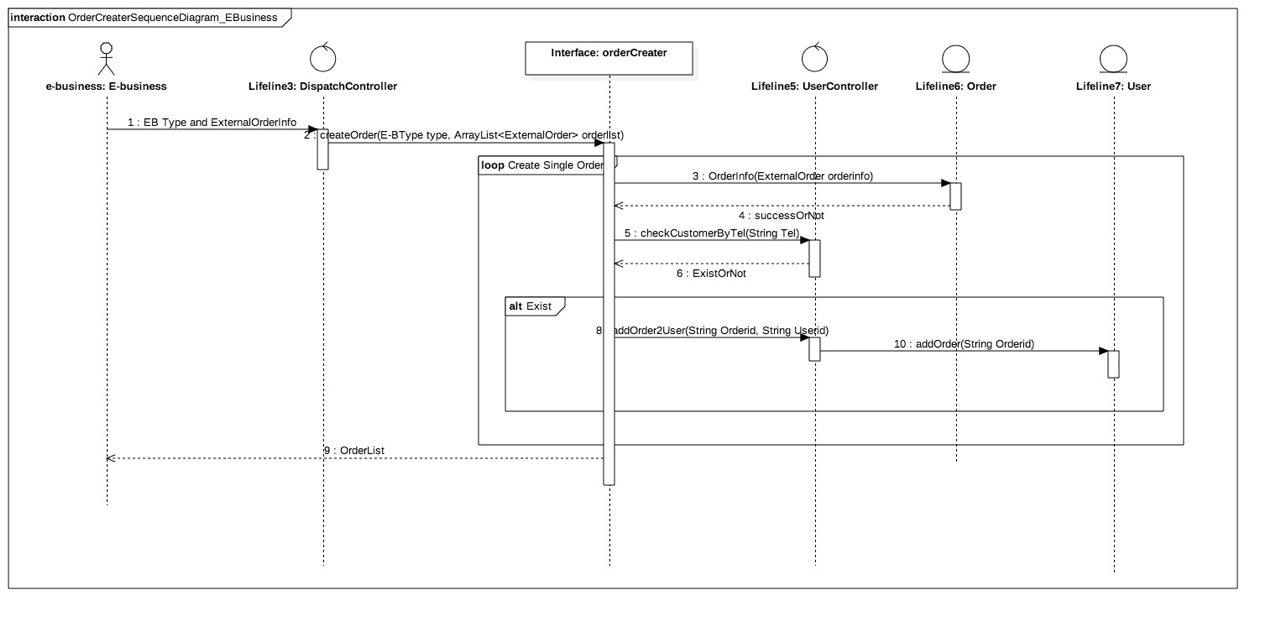 interaction OrderCreaterSequenceDiagram_EBusiness
e-business: E-business
Lifeline3: DispatchController
Interface: orderCreater
Lifeline5: UserController
Lifeline6: Order
Lifeline7: User
1 : EB Type and ExternalOrderInfo
2 : createOrder(E-BType type, ArrayList<ExternalOrder> orderlist)
loop Create Single Order
3 : OrderInfo(ExternalOrder orderinfo)
4 : successOrNot
5 : checkCustomerByTel(String Tel)
6 : ExistOrNot
alt Exist
8 : addOrder2User(String Orderid, String Userid)
10 : addOrder(String Orderid)
9 : OrderList